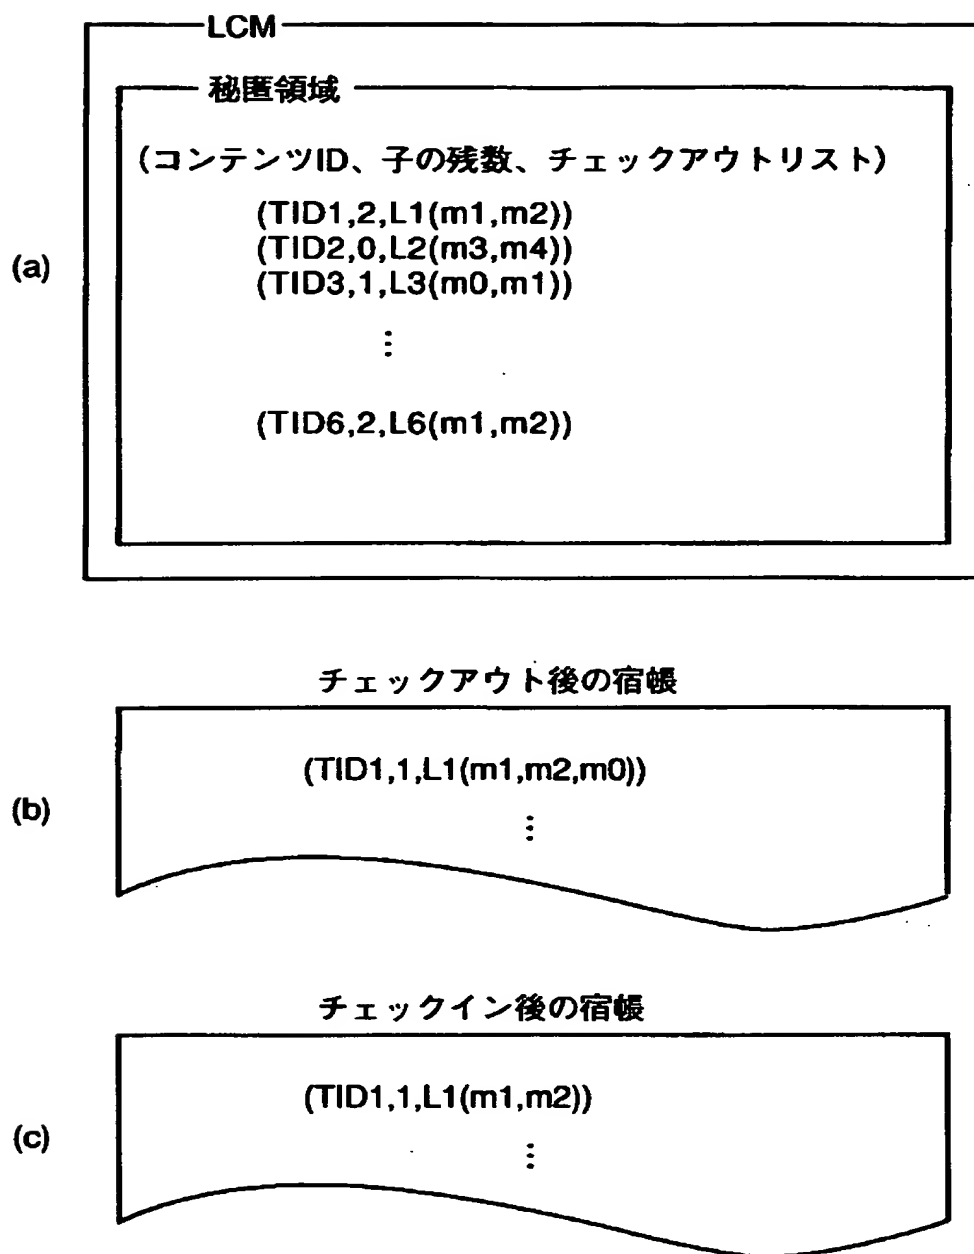 LCM
秘匿領域
(コンテンツID、子の残数、チェックアウトリスト)
(a)
(TID1,2,L1(m1,m2))
(TID2,0,L2(m3,m4))
(TID3,1,L3(m0,m1))
⋮
(TID6,2,L6(m1,m2))
チェックアウト後の宿帳
(b)
(TID1,1,L1(m1,m2,m0))
⋮
チェックイン後の宿帳
(c)
(TID1,1,L1(m1,m2))
⋮